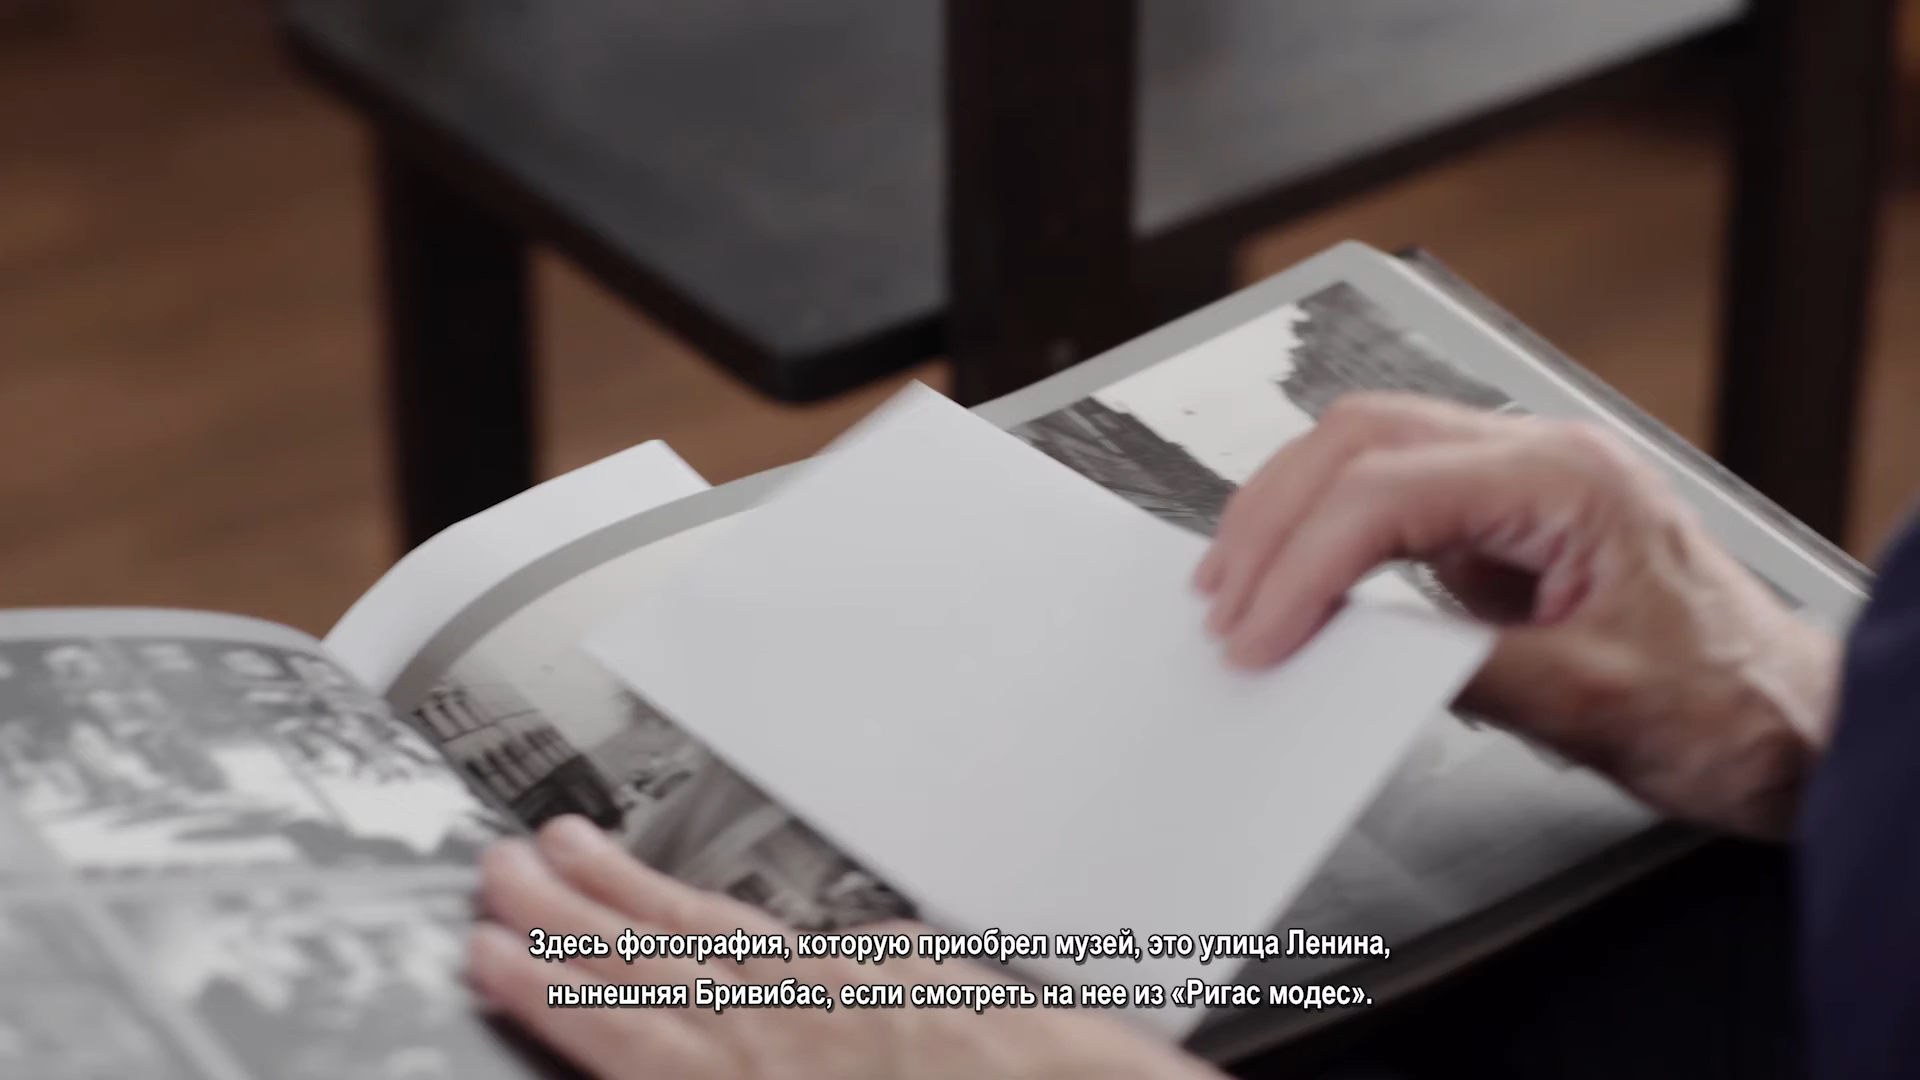 Здесь фотография, которую приобрел музей, это улица Ленина,
нынешняя Бривибас, если смотреть на нее из «Ригас модес».